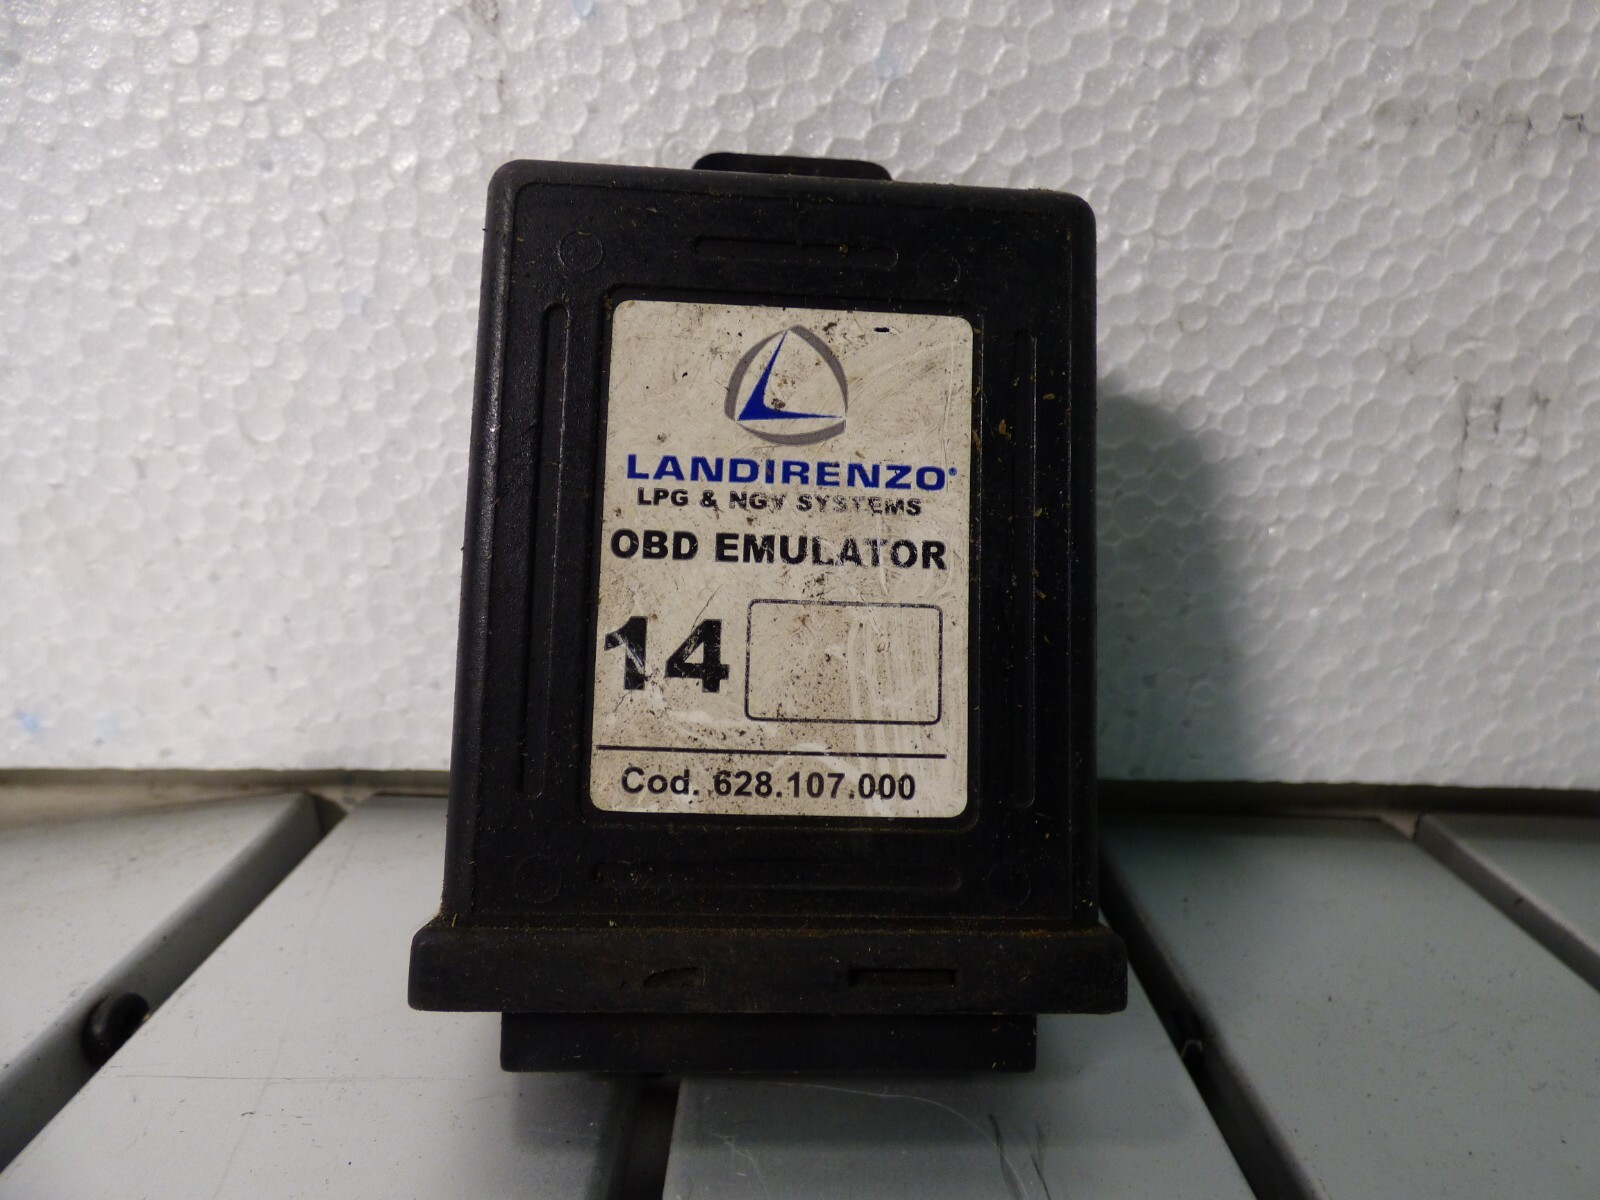 LANDIRENZO®
LPG & NGV SYSTEMS
OBD EMULATOR
14
Cod. 628.107.000